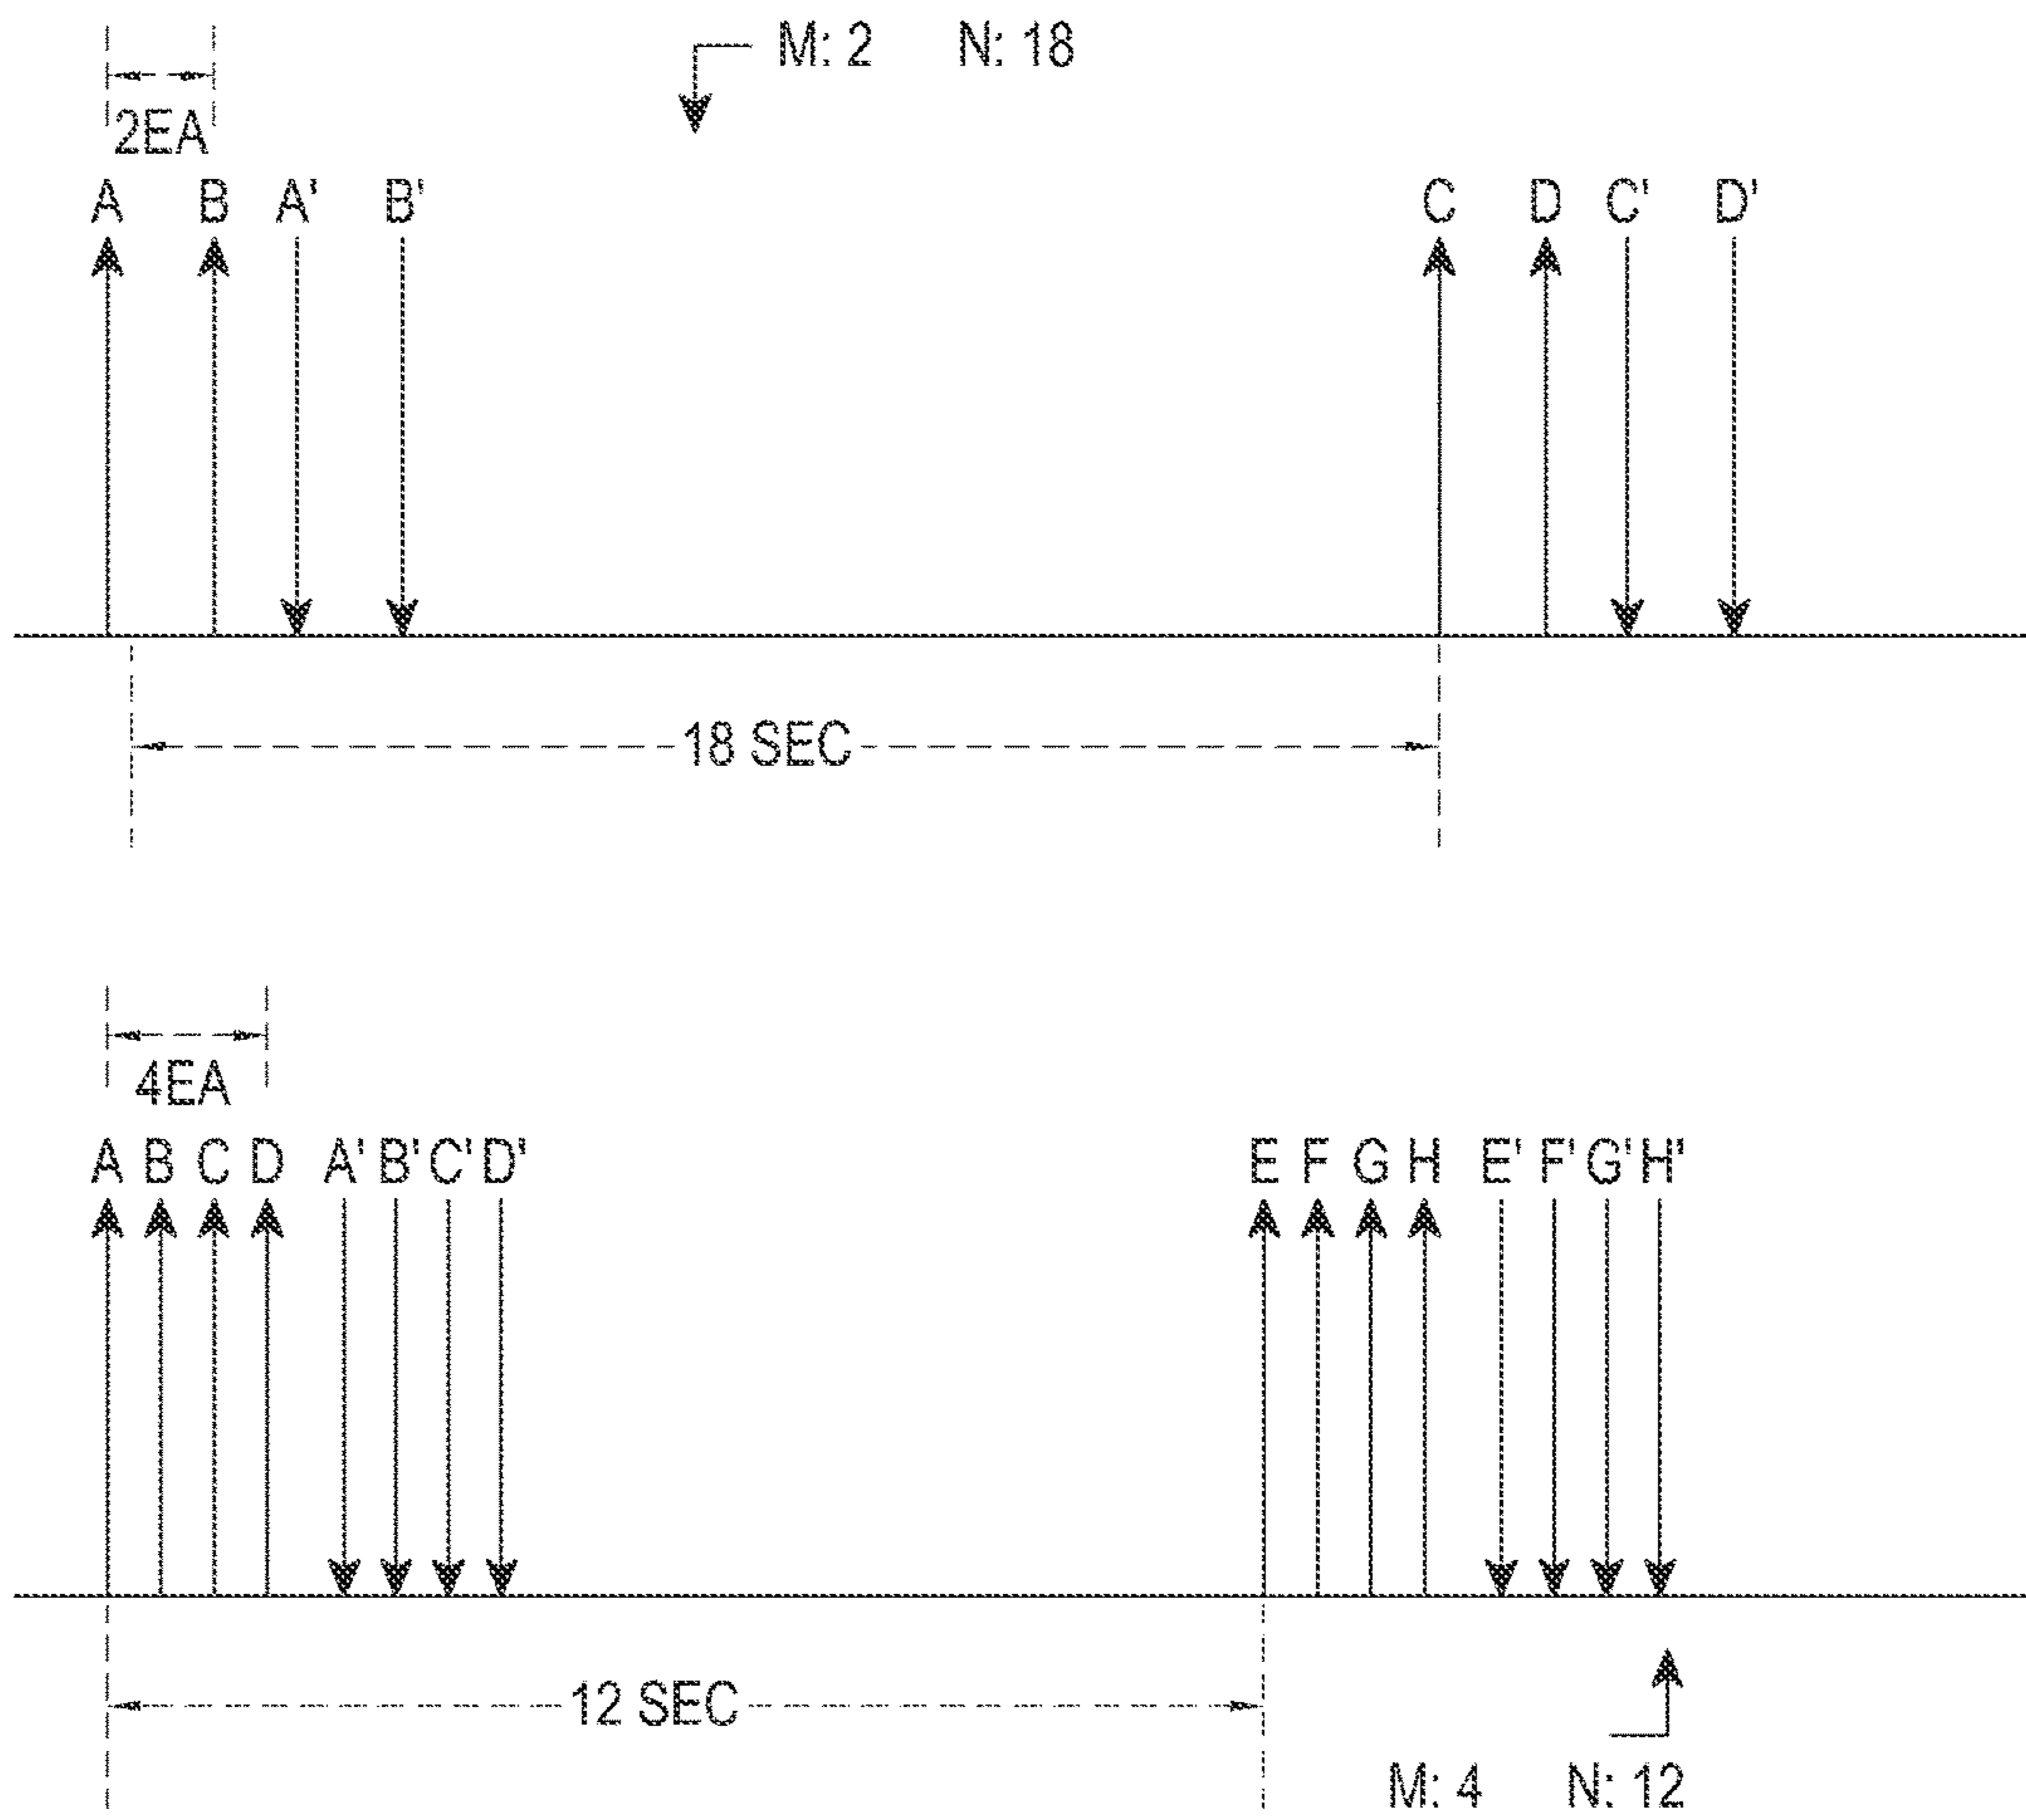 M: 2 N: 18
2EA
A B A' B' C D C' D'
18 SEC
4EA
A B C D A' B' C' D' E F G H E' F' G' H'
12 SEC
M: 4 N: 12